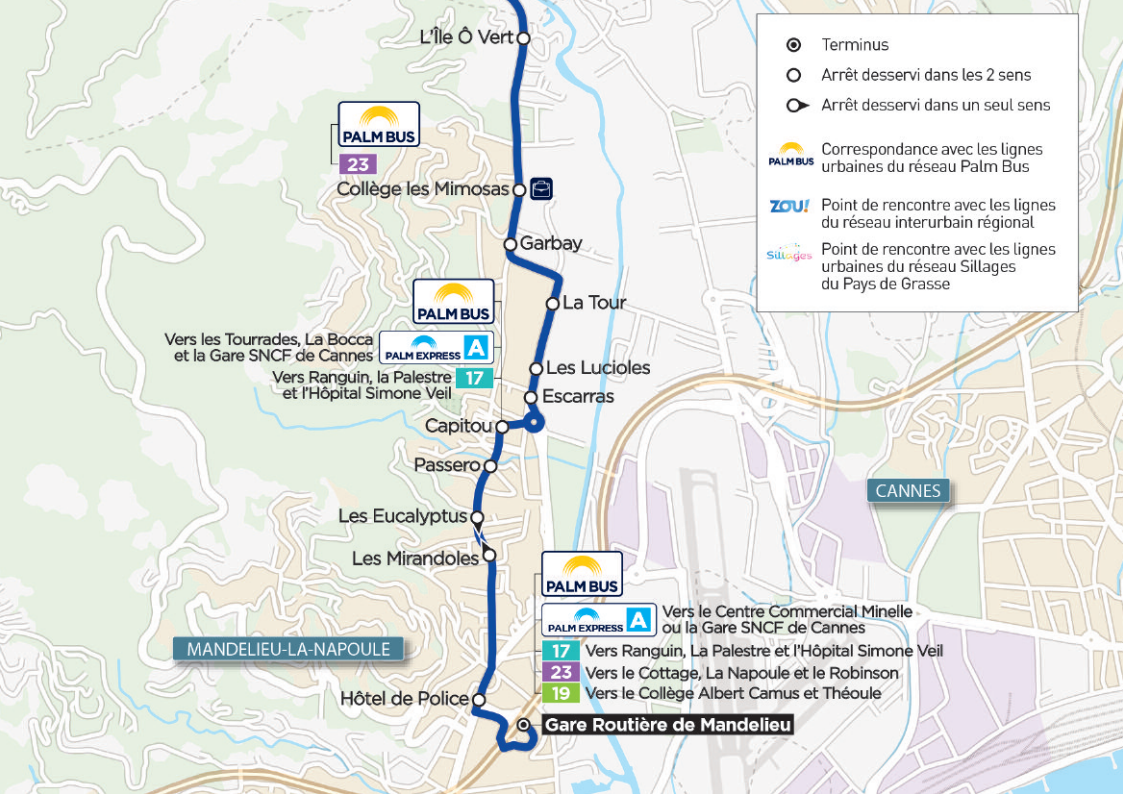 L'Île Ô Vert
PALM BUS
23
Collège les Mimosas
Garbay
La Tour
PALM BUS
Vers les Tourrades, La Bocca
et la Gare SNCF de Cannes
PALM EXPRESS A
Vers Ranguin, la Palestre
et l'Hôpital Simone Veil
17
Les Lucioles
Escarras
Capitou
Passero
Les Eucalyptus
Les Mirandoles
PALM BUS
PALM EXPRESS A
Vers le Centre Commercial Minelle
ou la Gare SNCF de Cannes
17 Vers Ranguin, La Palestre et l'Hôpital Simone Veil
23 Vers le Cottage, La Napoule et le Robinson
19 Vers le Collège Albert Camus et Théoule
Hôtel de Police
Gare Routière de Mandelieu
MANDELIEU-LA-NAPOULE
CANNES
Terminus
Arrêt desservi dans les 2 sens
Arrêt desservi dans un seul sens
PALM BUS
Correspondance avec les lignes
urbaines du réseau Palm Bus
ZOU!
Point de rencontre avec les lignes
du réseau interurbain régional
Sillages
Point de rencontre avec les lignes
urbaines du réseau Sillages
du Pays de Grasse